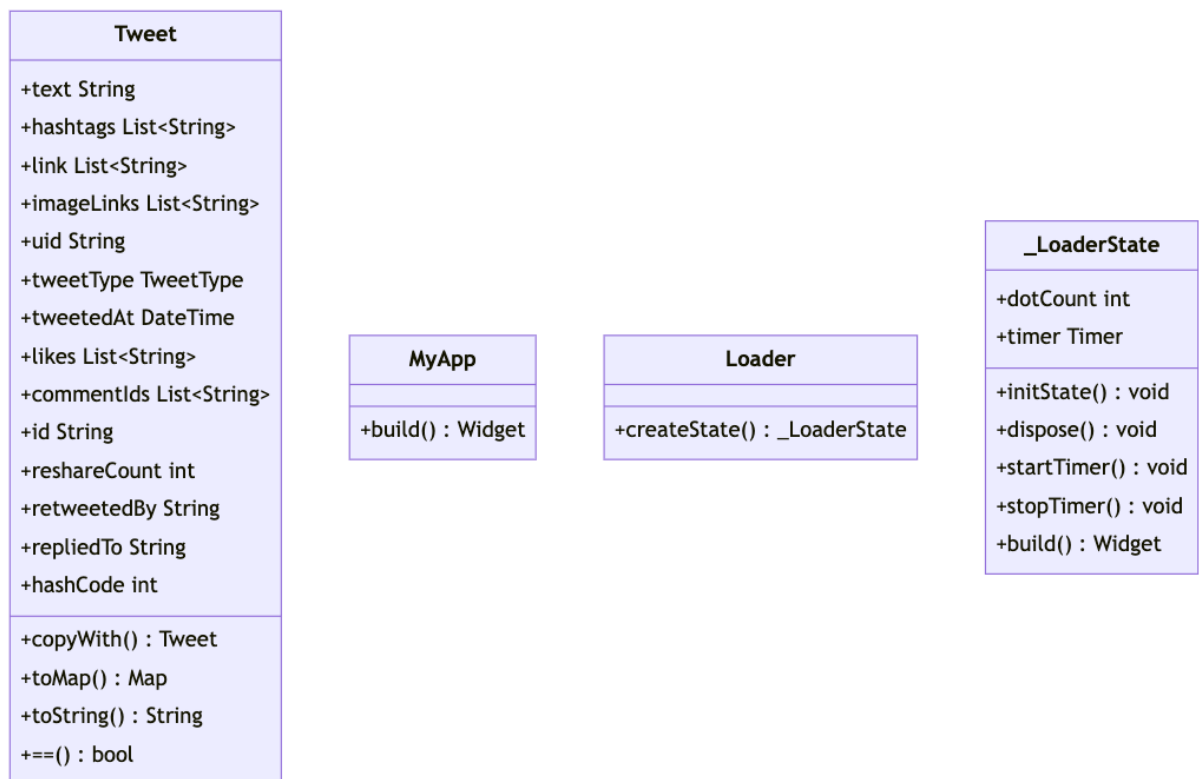 Tweet
+text String
+hashtags List<String>
+link List<String>
+imageLinks List<String>
+uid String
+tweetType TweetType
+tweetedAt DateTime
+likes List<String>
+commentIds List<String>
+id String
+reshareCount int
+retweetedBy String
+repliedTo String
+hashCode int
+copyWith() : Tweet
+toMap() : Map
+toString() : String
+==() : bool
MyApp
+build() : Widget
Loader
+createState() : _LoaderState
_LoaderState
+dotCount int
+timer Timer
+initState() : void
+dispose() : void
+startTimer() : void
+stopTimer() : void
+build() : Widget